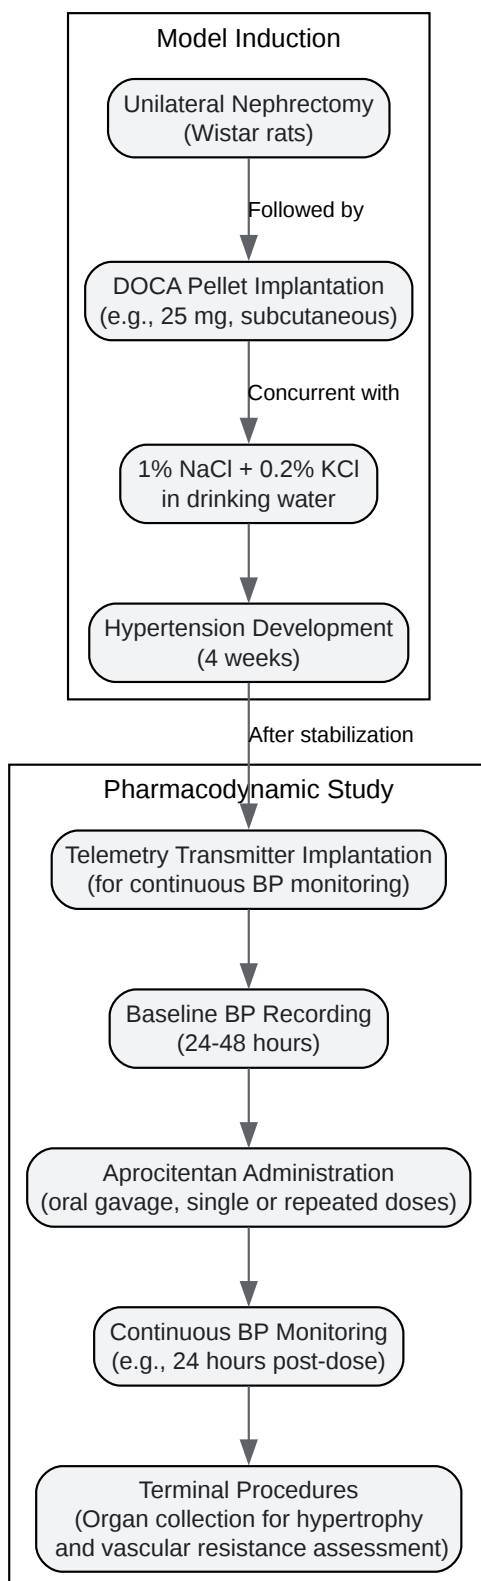 Model Induction
Unilateral Nephrectomy
(Wistar rats)
Followed by
DOCA Pellet Implantation
(e.g., 25 mg, subcutaneous)
Concurrent with
1% NaCl + 0.2% KCl
in drinking water
Hypertension Development
(4 weeks)
After stabilization
Pharmacodynamic Study
Telemetry Transmitter Implantation
(for continuous BP monitoring)
Baseline BP Recording
(24-48 hours)
Aprocitentan Administration
(oral gavage, single or repeated doses)
Continuous BP Monitoring
(e.g., 24 hours post-dose)
Terminal Procedures
(Organ collection for hypertrophy
and vascular resistance assessment)